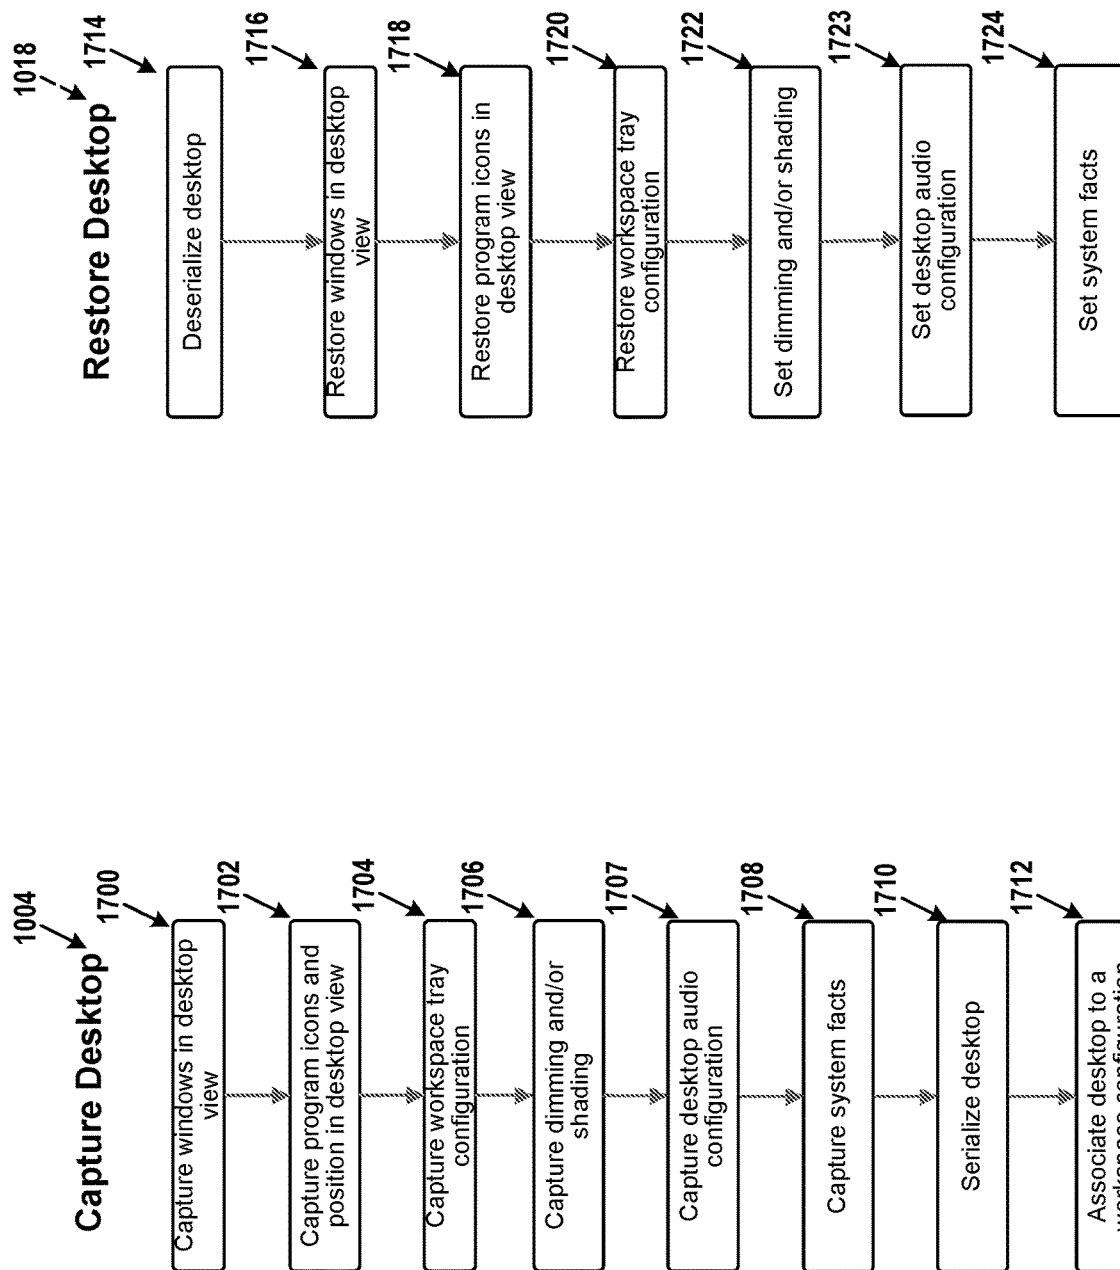 1004
Capture Desktop
1700
Capture windows in desktop
view
1702
Capture program icons and
position in desktop view
1704
Capture workspace tray
configuration
1706
Capture dimming and/or
shading
1707
Capture desktop audio
configuration
1708
Capture system facts
1710
Serialize desktop
1712
Associate desktop to a
workspace configuration
1018
Restore Desktop
1714
Deserialize desktop
1716
Restore windows in desktop
view
1718
Restore program icons in
desktop view
1720
Restore workspace tray
configuration
1722
Set dimming and/or shading
1723
Set desktop audio
configuration
1724
Set system facts